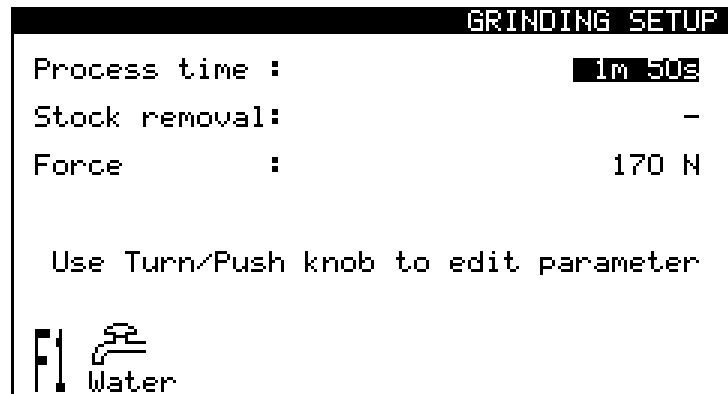 GRINDING SETUP
Process time : 1m 50s
Stock removal: -
Force : 170 N
Use Turn/Push knob to edit parameter
F1 Water